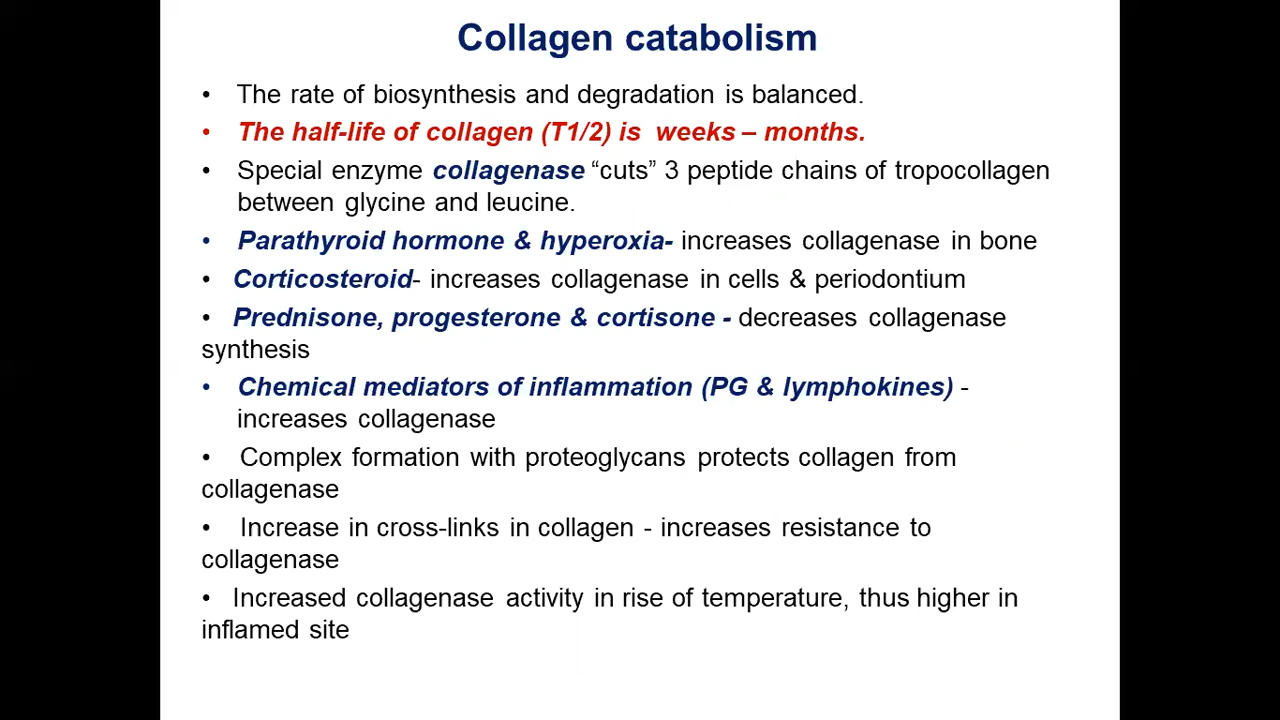 Collagen catabolism
• The rate of biosynthesis and degradation is balanced.
• The half-life of collagen (T1/2) is weeks – months.
• Special enzyme collagenase “cuts” 3 peptide chains of tropocollagen
between glycine and leucine.
• Parathyroid hormone & hyperoxia- increases collagenase in bone
• Corticosteroid- increases collagenase in cells & periodontium
• Prednisone, progesterone & cortisone - decreases collagenase
synthesis
• Chemical mediators of inflammation (PG & lymphokines) -
increases collagenase
• Complex formation with proteoglycans protects collagen from
collagenase
• Increase in cross-links in collagen - increases resistance to
collagenase
• Increased collagenase activity in rise of temperature, thus higher in
inflamed site